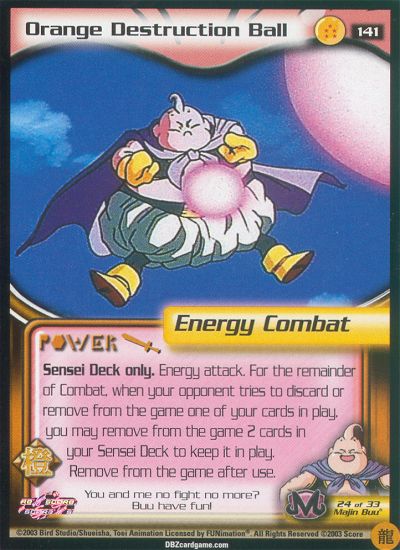 Orange Destruction Ball 141
Energy Combat
POWER
Sensei Deck only. Energy attack. For the remainder
of Combat, when your opponent tries to discard or
remove from the game one of your cards in play,
you may remove from the game 2 cards in
your Sensei Deck to keep it in play.
Remove from the game after use.
橙
SCORE
You and me no fight no more?
Buu have fun!
M
24 of 33
Majin Buu
龍
©2003 Bird Studio/Shueisha, Toei Animation Licensed by FUNimation®. All Rights Reserved ©2003 Score
DBZcardgame.com